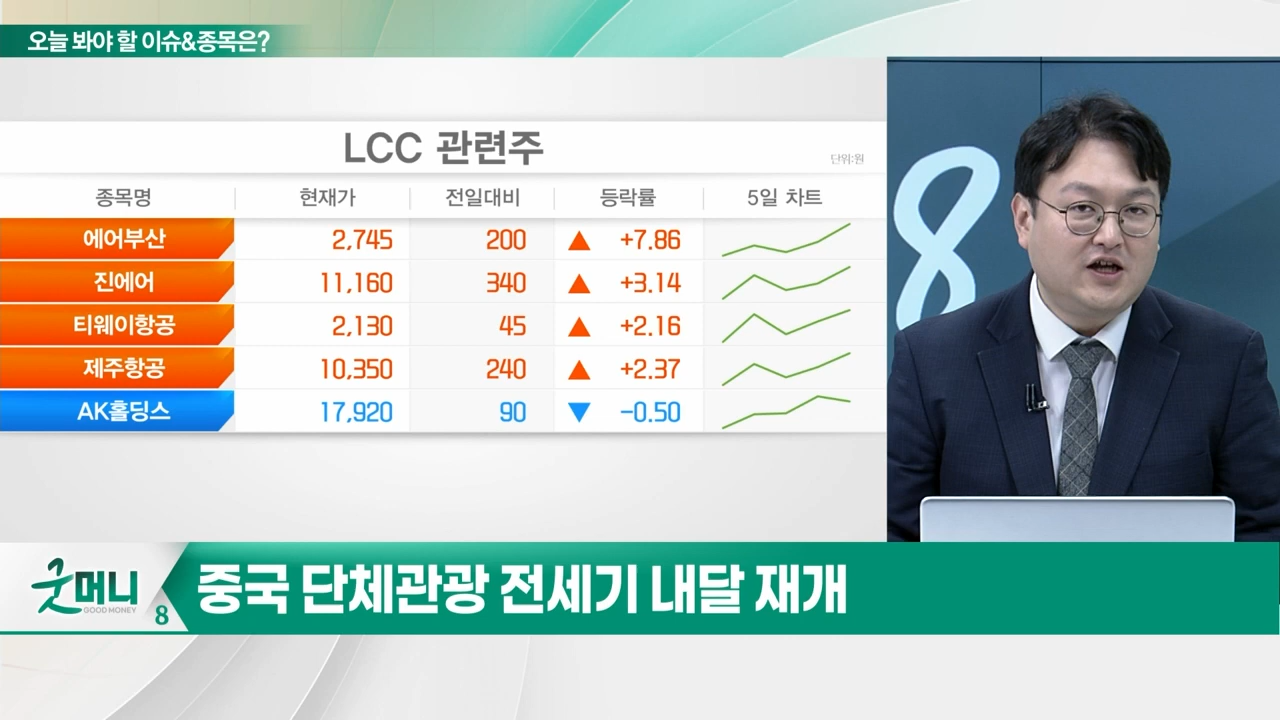 오늘 봐야 할 이슈&종목은?
LCC 관련주
단위:원
종목명 현재가 전일대비 등락률 5일 차트
에어부산 2,745 200 ▲ +7.86
진에어 11,160 340 ▲ +3.14
티웨이항공 2,130 45 ▲ +2.16
제주항공 10,350 240 ▲ +2.37
AK홀딩스 17,920 90 ▼ -0.50
8
굿머니
GOOD MONEY
8
중국 단체관광 전세기 내달 재개